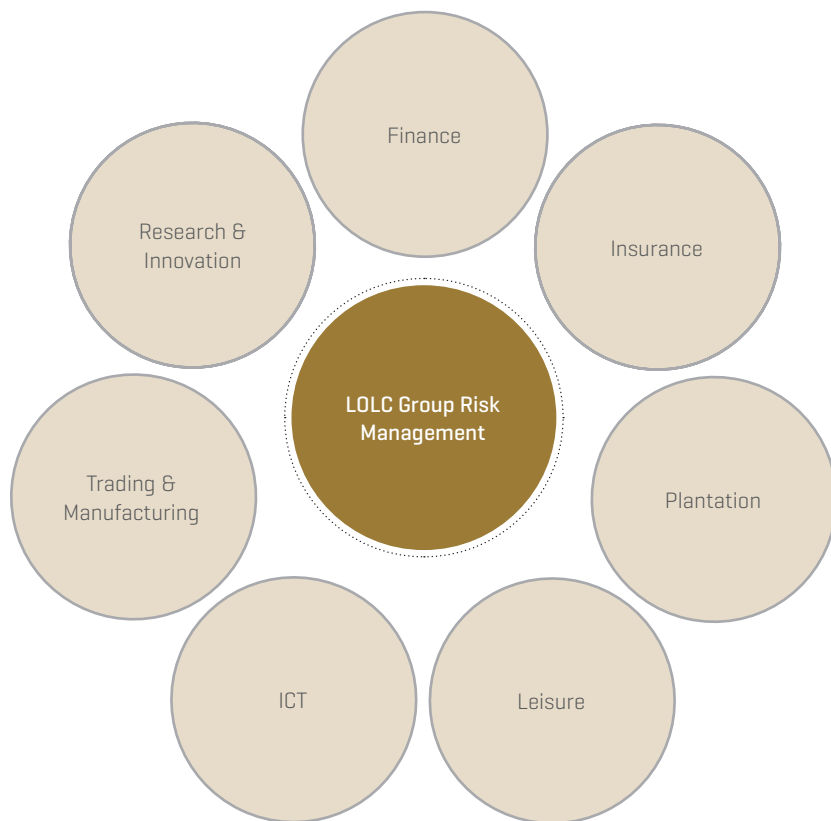 Finance
Research &
Innovation
Insurance
LOLC Group Risk
Management
Trading &
Manufacturing
Plantation
ICT
Leisure